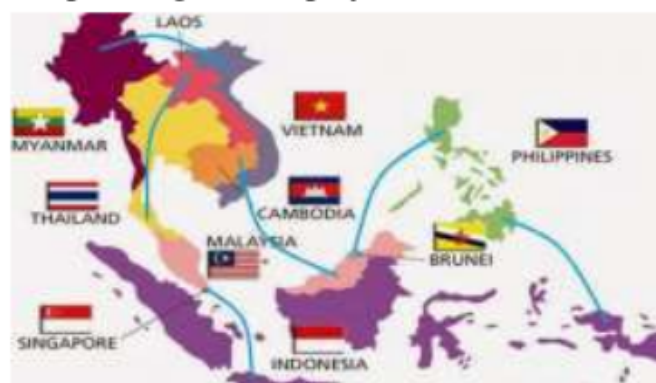 LAOS
MYANMAR
VIETNAM
PHILIPPINES
THAILAND
CAMBODIA
MALAYSIA
BRUNEI
SINGAPORE
INDONESIA